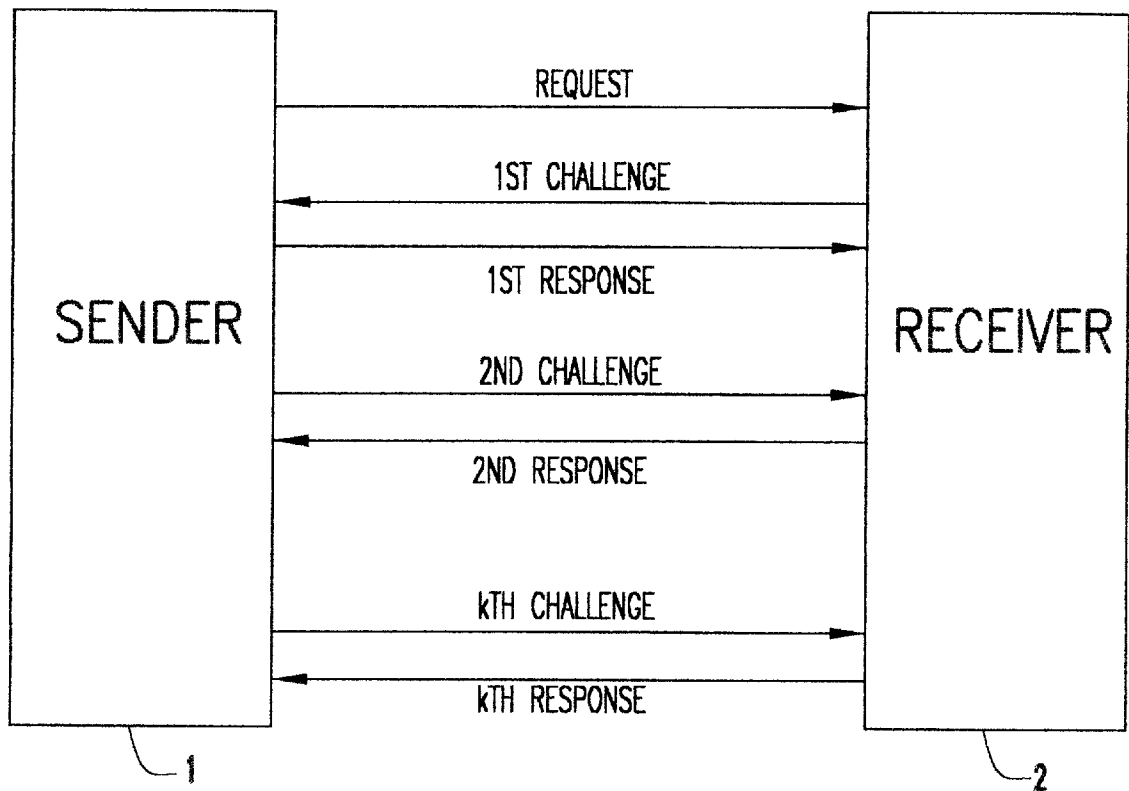 REQUEST
1ST CHALLENGE
1ST RESPONSE
SENDER
RECEIVER
2ND CHALLENGE
2ND RESPONSE
kTH CHALLENGE
kTH RESPONSE
1
2